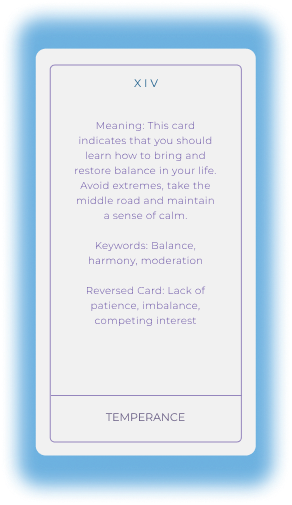 XIV
Meaning: This card
indicates that you should
learn how to bring and
restore balance in your life.
Avoid extremes, take the
middle road and maintain
a sense of calm.
Keywords: Balance,
harmony, moderation
Reversed Card: Lack of
patience, imbalance,
competing interest
TEMPERANCE